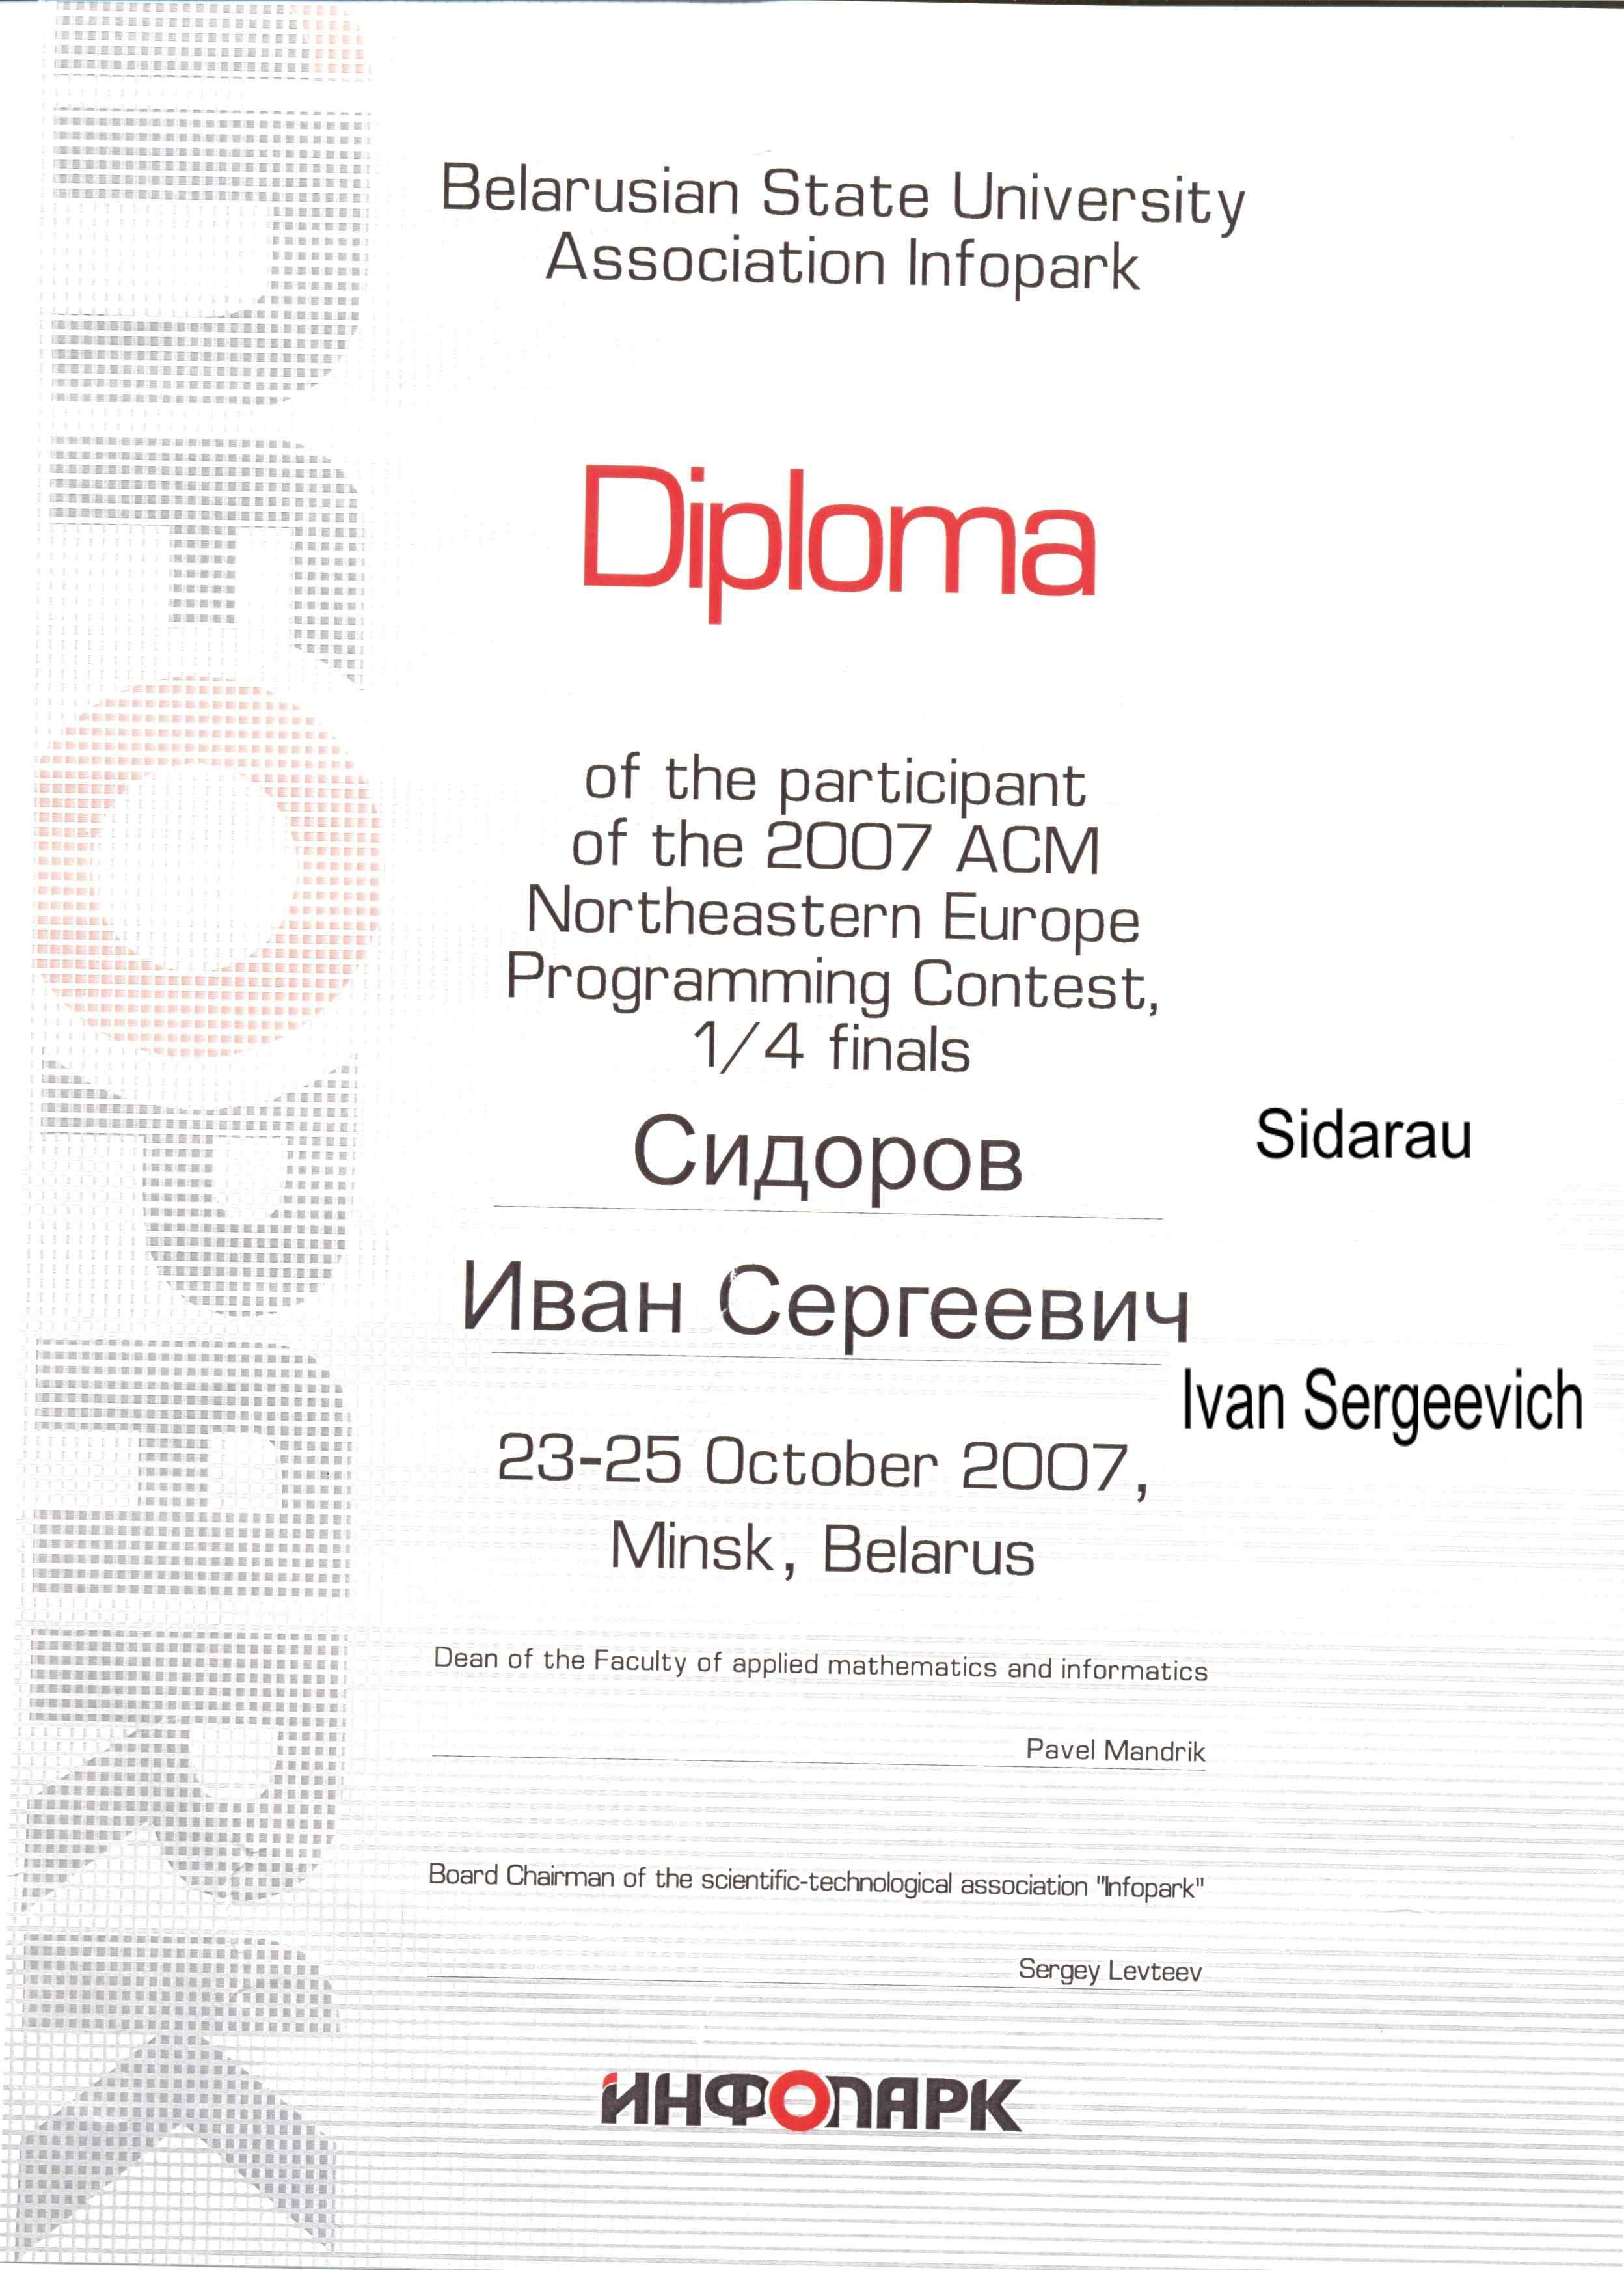 Belarusian State University
Association Infopark
Diploma
of the participant
of the 2007 ACM
Northeastern Europe
Programming Contest,
1/4 finals
Сидоров
Sidarau
Иван Сергеевич
Ivan Sergeevich
23-25 October 2007,
Minsk, Belarus
Dean of the Faculty of applied mathematics and informatics
Pavel Mandrik
Board Chairman of the scientific-technological association "Infopark"
Sergey Levteev
ИНФОПАРК